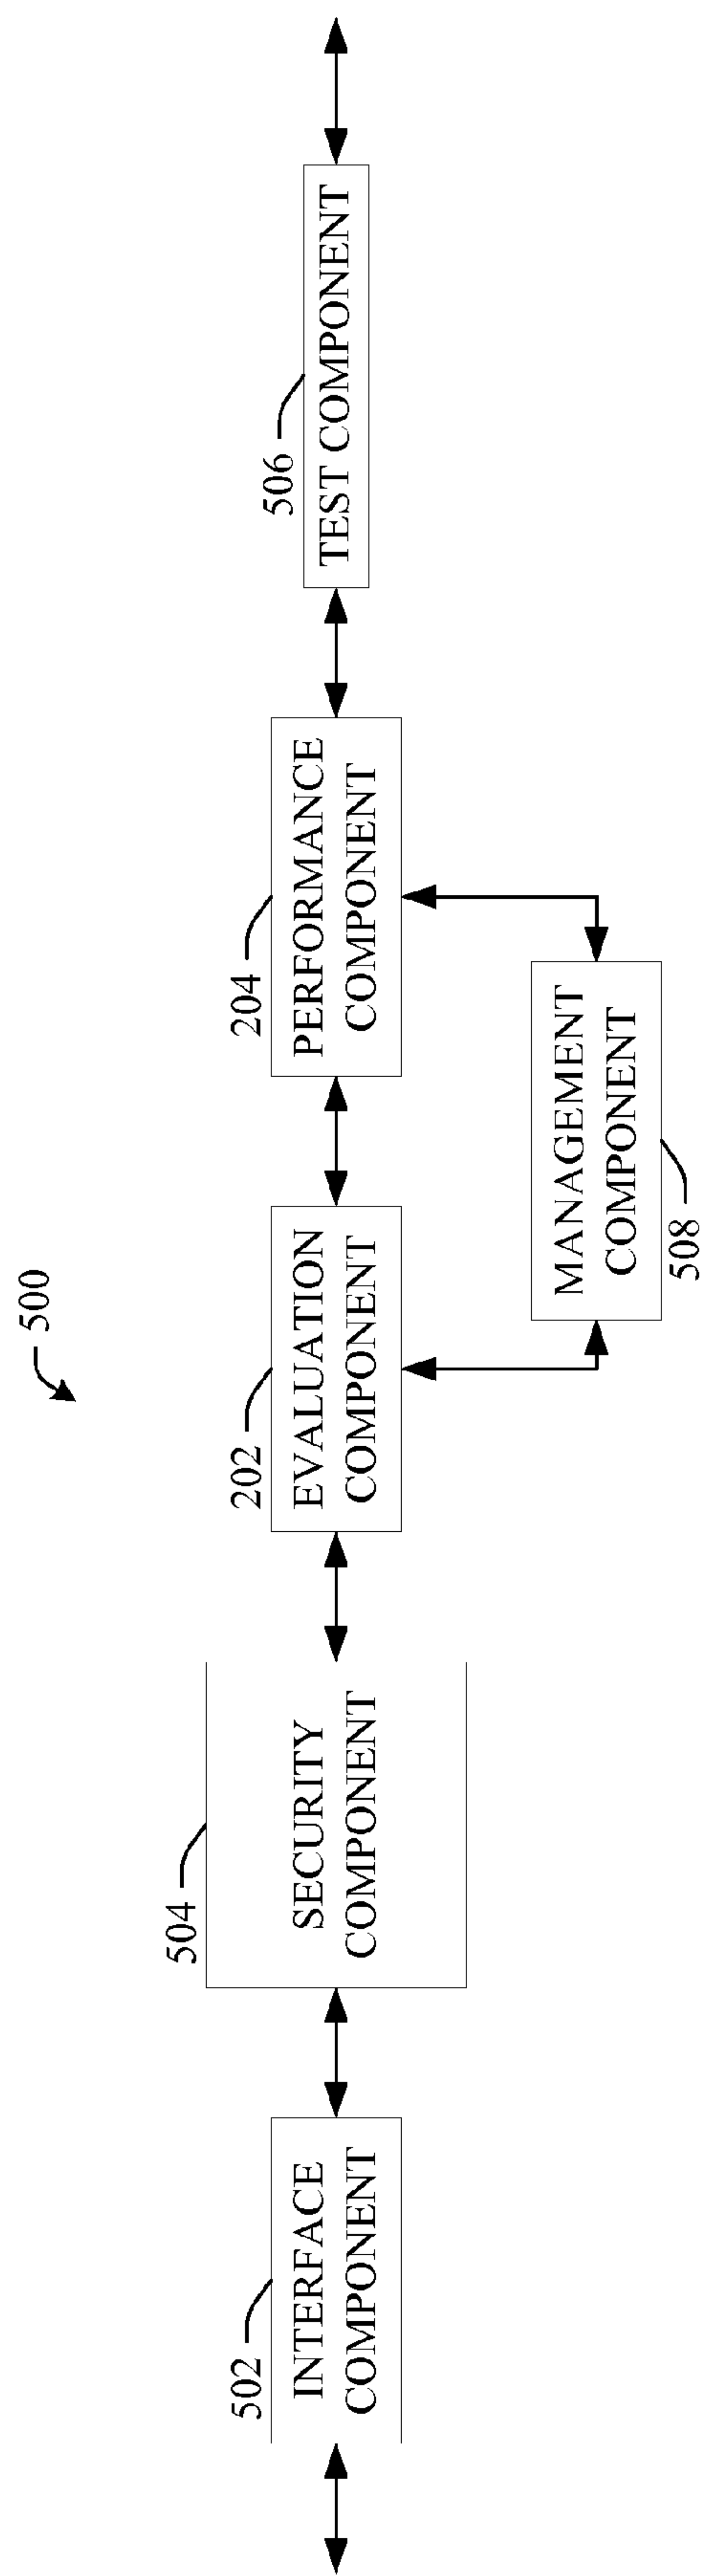 500
502
INTERFACE
COMPONENT
504
SECURITY
COMPONENT
202
EVALUATION
COMPONENT
204
PERFORMANCE
COMPONENT
506
TEST COMPONENT
MANAGEMENT
COMPONENT
508